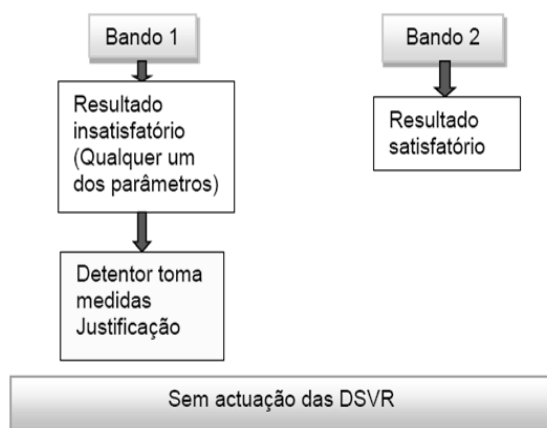 Bando 1
Resultado
insatisfatório
(Qualquer um
dos parâmetros)
Detentor toma
medidas
Justificação
Bando 2
Resultado
satisfatório
Sem actuação das DSVR